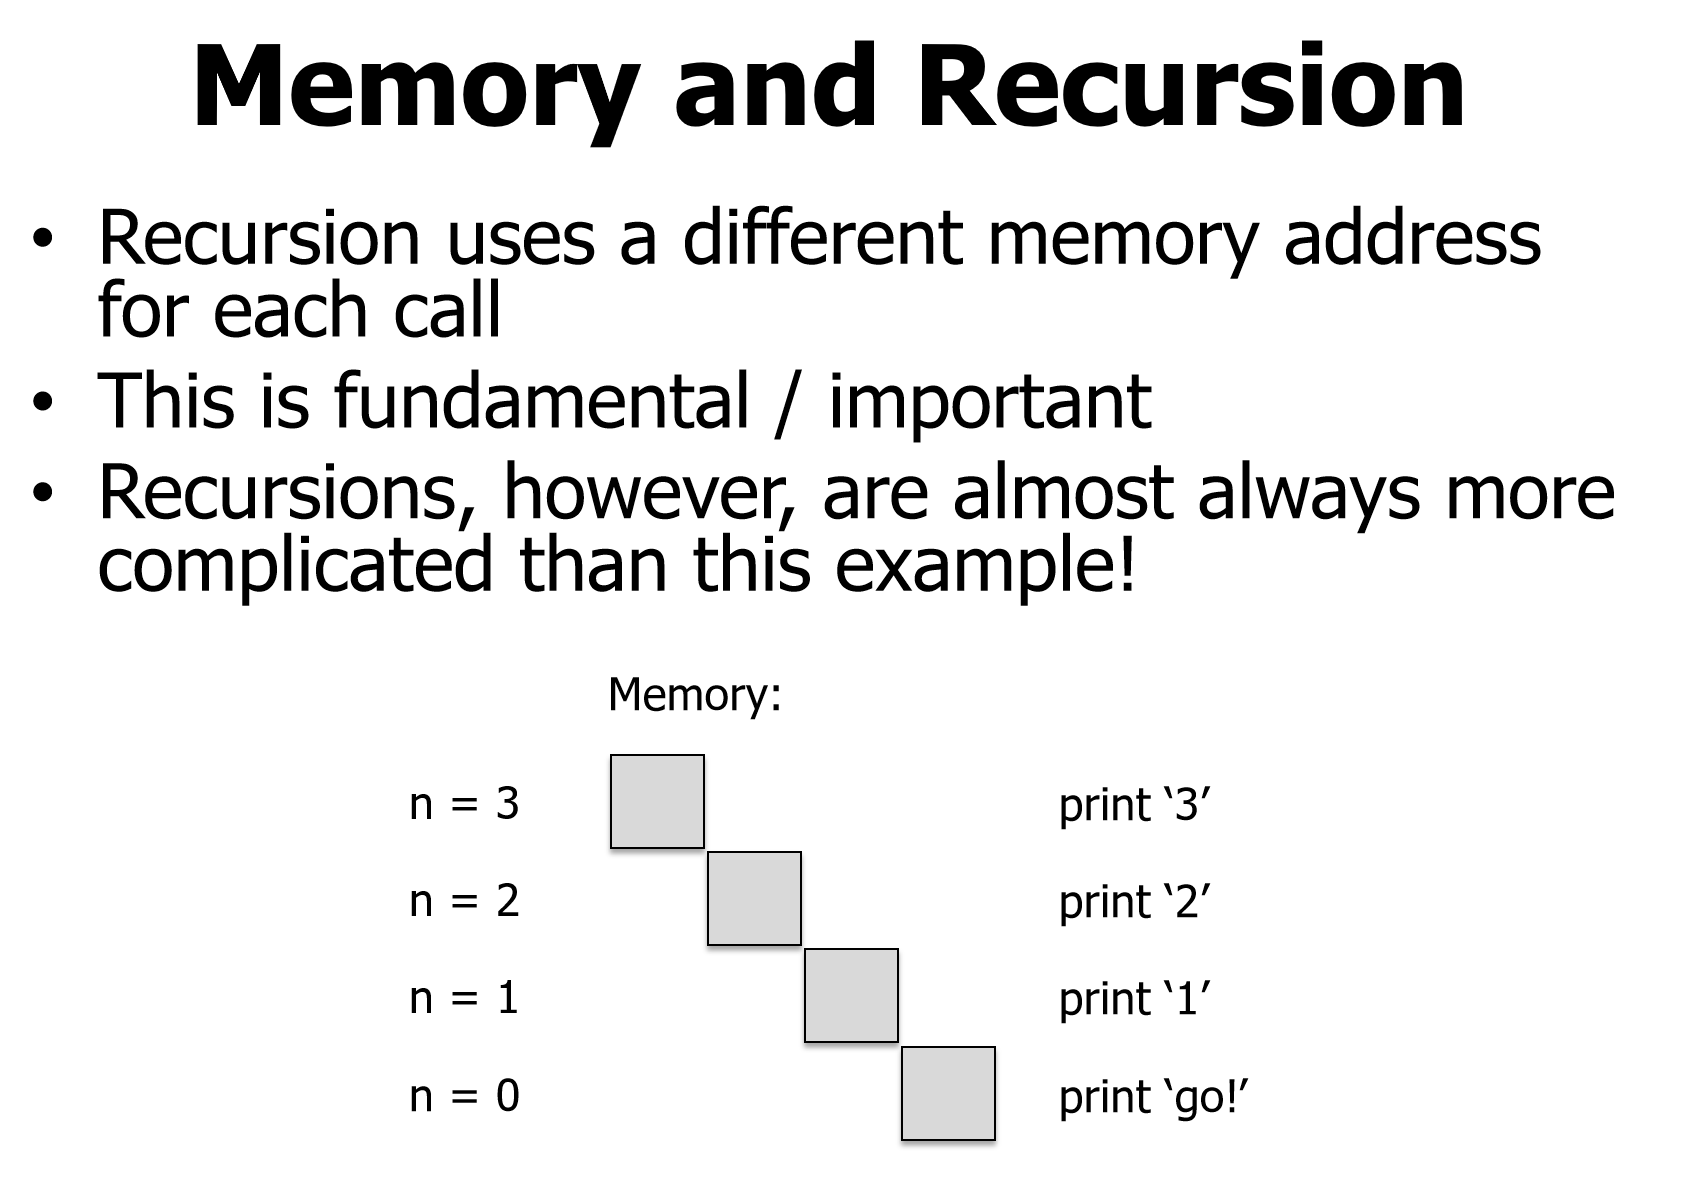 Memory and Recursion
• Recursion uses a different memory address
for each call
• This is fundamental / important
• Recursions, however, are almost always more
complicated than this example!
Memory:
n = 3 print ‘3’
n = 2 print ‘2’
n = 1 print ‘1’
n = 0 print ‘go!’